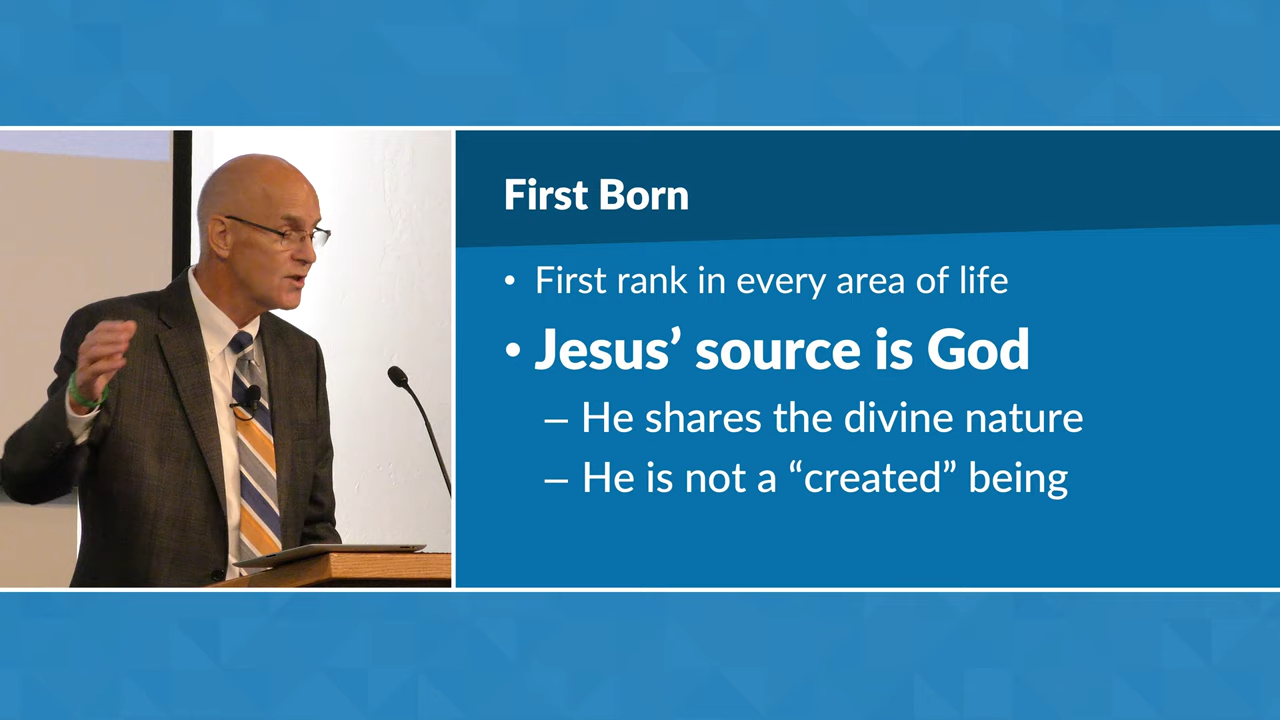 First Born
• First rank in every area of life
• Jesus’ source is God
– He shares the divine nature
– He is not a “created” being